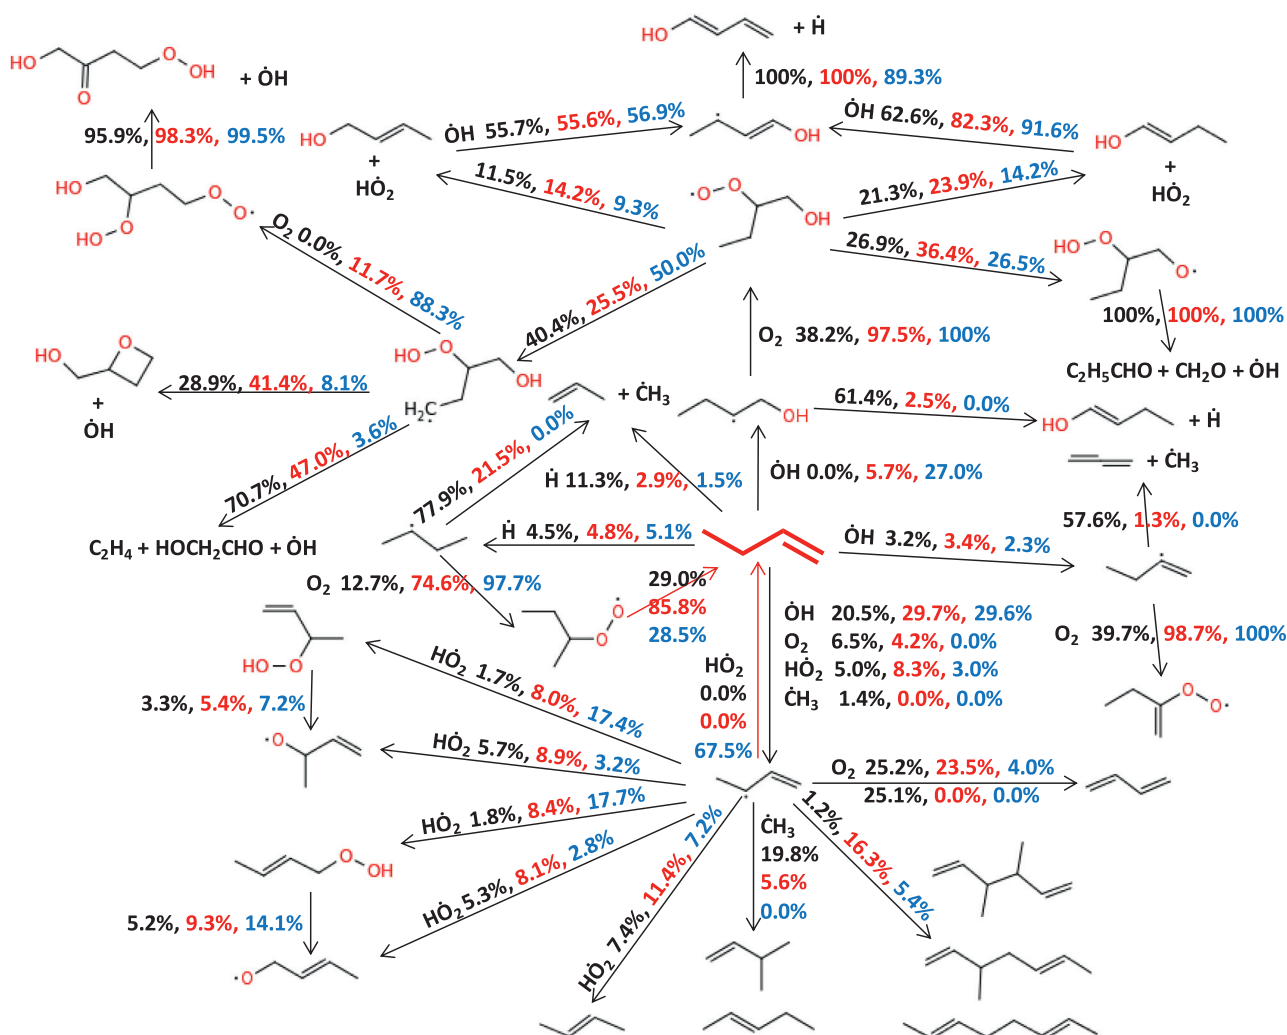 HO
+ Ḣ
100%, 100%, 89.3%
HO
O
OH
O
+ ȮH
95.9%, 98.3%, 99.5%
HO
+
HȮ2
ȮH 55.7%, 55.6%, 56.9%
OH
ȮH 62.6%, 82.3%, 91.6%
HO
+
HȮ2
11.5%, 14.2%, 9.3%
·O
O
OH
21.3%, 23.9%, 14.2%
26.9%, 36.4%, 26.5%
HO
O
O·
100%, 100%, 100%
C2H5CHO + CH2O + ȮH
HO
O
O·
O
HO
O2 0.0%, 11.7%, 88.3%
40.4%, 25.5%, 50.0%
O2 38.2%, 97.5%, 100%
HO
O
+
ȮH
28.9%, 41.4%, 8.1%
HO
O
OH
H2C·
+ ĊH3
OH
61.4%, 2.5%, 0.0%
HO
+ Ḣ
+ ĊH3
70.7%, 47.0%, 3.6%
77.9%, 21.5%, 0.0%
Ḣ 11.3%, 2.9%, 1.5%
ȮH 0.0%, 5.7%, 27.0%
57.6%, 1.3%, 0.0%
C2H4 + HOCH2CHO + ȮH
Ḣ 4.5%, 4.8%, 5.1%
ȮH 3.2%, 3.4%, 2.3%
O2 12.7%, 74.6%, 97.7%
O·
O
29.0%
85.8%
28.5%
ȮH 20.5%, 29.7%, 29.6%
O2 6.5%, 4.2%, 0.0%
HȮ2 5.0%, 8.3%, 3.0%
ĊH3 1.4%, 0.0%, 0.0%
O2 39.7%, 98.7%, 100%
O
O·
HO
O
HȮ2
0.0%
0.0%
67.5%
3.3%, 5.4%, 7.2%
HȮ2 1.7%, 8.0%, 17.4%
·O
HȮ2 5.7%, 8.9%, 3.2%
O2 25.2%, 23.5%, 4.0%
25.1%, 0.0%, 0.0%
HȮ2 1.8%, 8.4%, 17.7%
O
OH
HȮ2 5.3%, 8.1%, 2.8%
HȮ2 7.4%, 11.4%, 7.2%
ĊH3
19.8%
5.6%
0.0%
1.2%, 16.3%, 5.4%
5.2%, 9.3%, 14.1%
·O